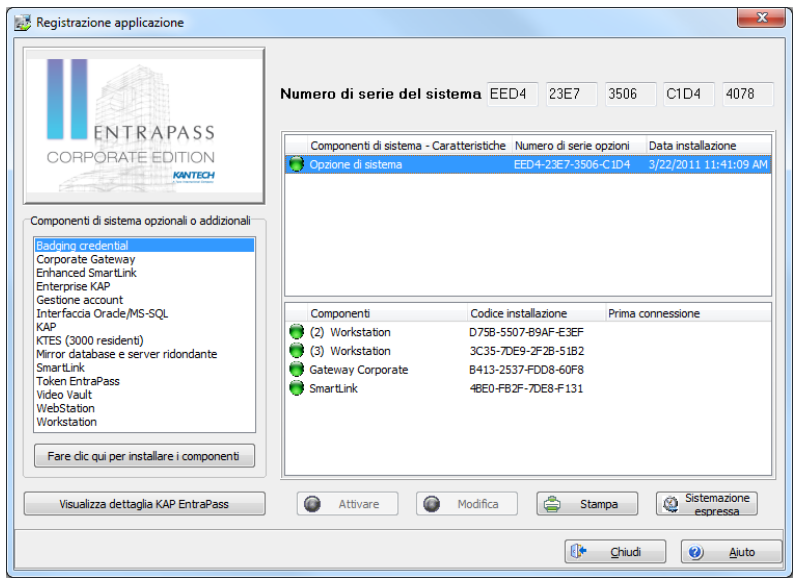 Registrazione applicazione
ENTRAPASS
CORPORATE EDITION
KANTECH
Numero di serie del sistema EED4 23E7 3506 C1D4 4078
Componenti di sistema - Caratteristiche Numero di serie opzioni Data installazione
Opzione di sistema EED4-23E7-3506-C1D4 3/22/2011 11:41:09 AM
Componenti di sistema opzionali o addizionali
Badging credential
Corporate Gateway
Enhanced SmartLink
Enterprise KAP
Gestione account
Interfaccia Oracle/MS-SQL
KAP
KTES (3000 residenti)
Mirror database e server ridondante
SmartLink
Token EntraPass
Video Vault
WebStation
Workstation
Fare clic qui per installare i componenti
Componenti Codice installazione Prima connessione
(2) Workstation D75B-5507-B9AF-E3EF
(3) Workstation 3C35-7DE9-2F2B-51B2
Gateway Corporate B413-2537-FDD8-60F8
SmartLink 4BE0-FB2F-7DE8-F131
Visualizza dettaglia KAP EntraPass
Attivare
Modifica
Stampa
Sistemazione
espressa
Chiudi
Aiuto